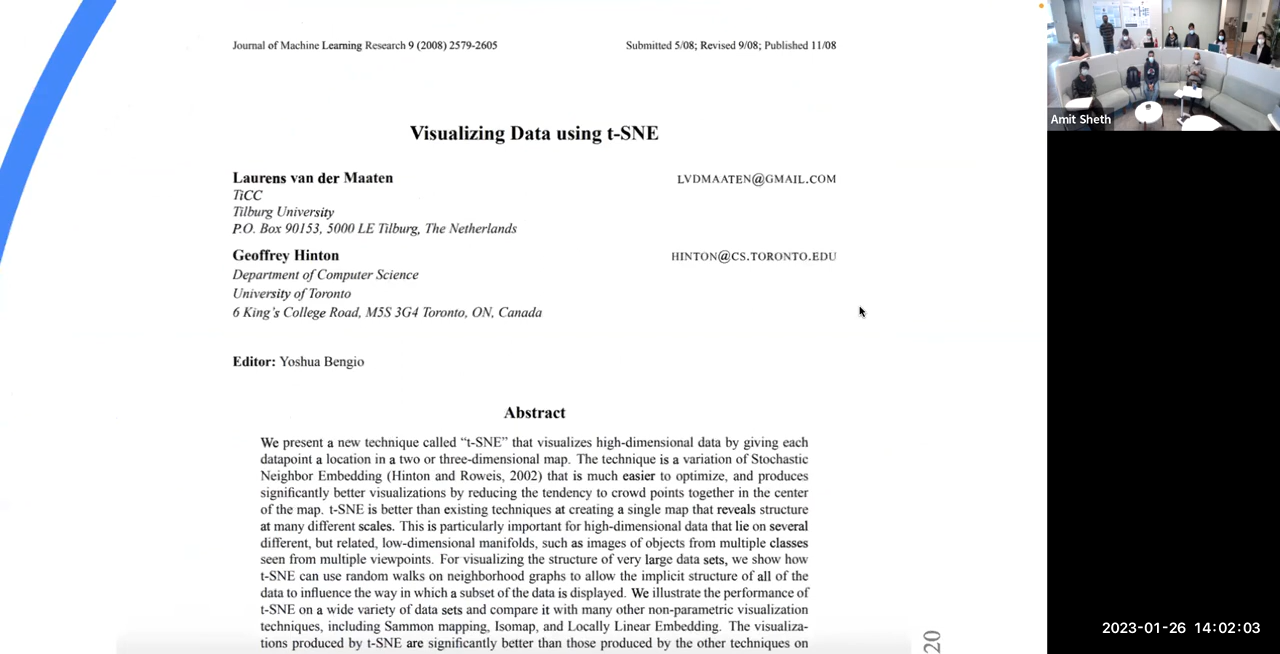 Journal of Machine Learning Research 9 (2008) 2579-2605
Submitted 5/08; Revised 9/08; Published 11/08
Visualizing Data using t-SNE
Laurens van der Maaten
LVDMAATEN@GMAIL.COM
TiCC
Tilburg University
P.O. Box 90153, 5000 LE Tilburg, The Netherlands
Geoffrey Hinton
HINTON@CS.TORONTO.EDU
Department of Computer Science
University of Toronto
6 King's College Road, M5S 3G4 Toronto, ON, Canada
Editor: Yoshua Bengio
Abstract
We present a new technique called “t-SNE” that visualizes high-dimensional data by giving each
datapoint a location in a two or three-dimensional map. The technique is a variation of Stochastic
Neighbor Embedding (Hinton and Roweis, 2002) that is much easier to optimize, and produces
significantly better visualizations by reducing the tendency to crowd points together in the center
of the map. t-SNE is better than existing techniques at creating a single map that reveals structure
at many different scales. This is particularly important for high-dimensional data that lie on several
different, but related, low-dimensional manifolds, such as images of objects from multiple classes
seen from multiple viewpoints. For visualizing the structure of very large data sets, we show how
t-SNE can use random walks on neighborhood graphs to allow the implicit structure of all of the
data to influence the way in which a subset of the data is displayed. We illustrate the performance of
t-SNE on a wide variety of data sets and compare it with many other non-parametric visualization
techniques, including Sammon mapping, Isomap, and Locally Linear Embedding. The visualiza-
tions produced by t-SNE are significantly better than those produced by the other techniques on
20
Amit Sheth
2023-01-26 14:02:03